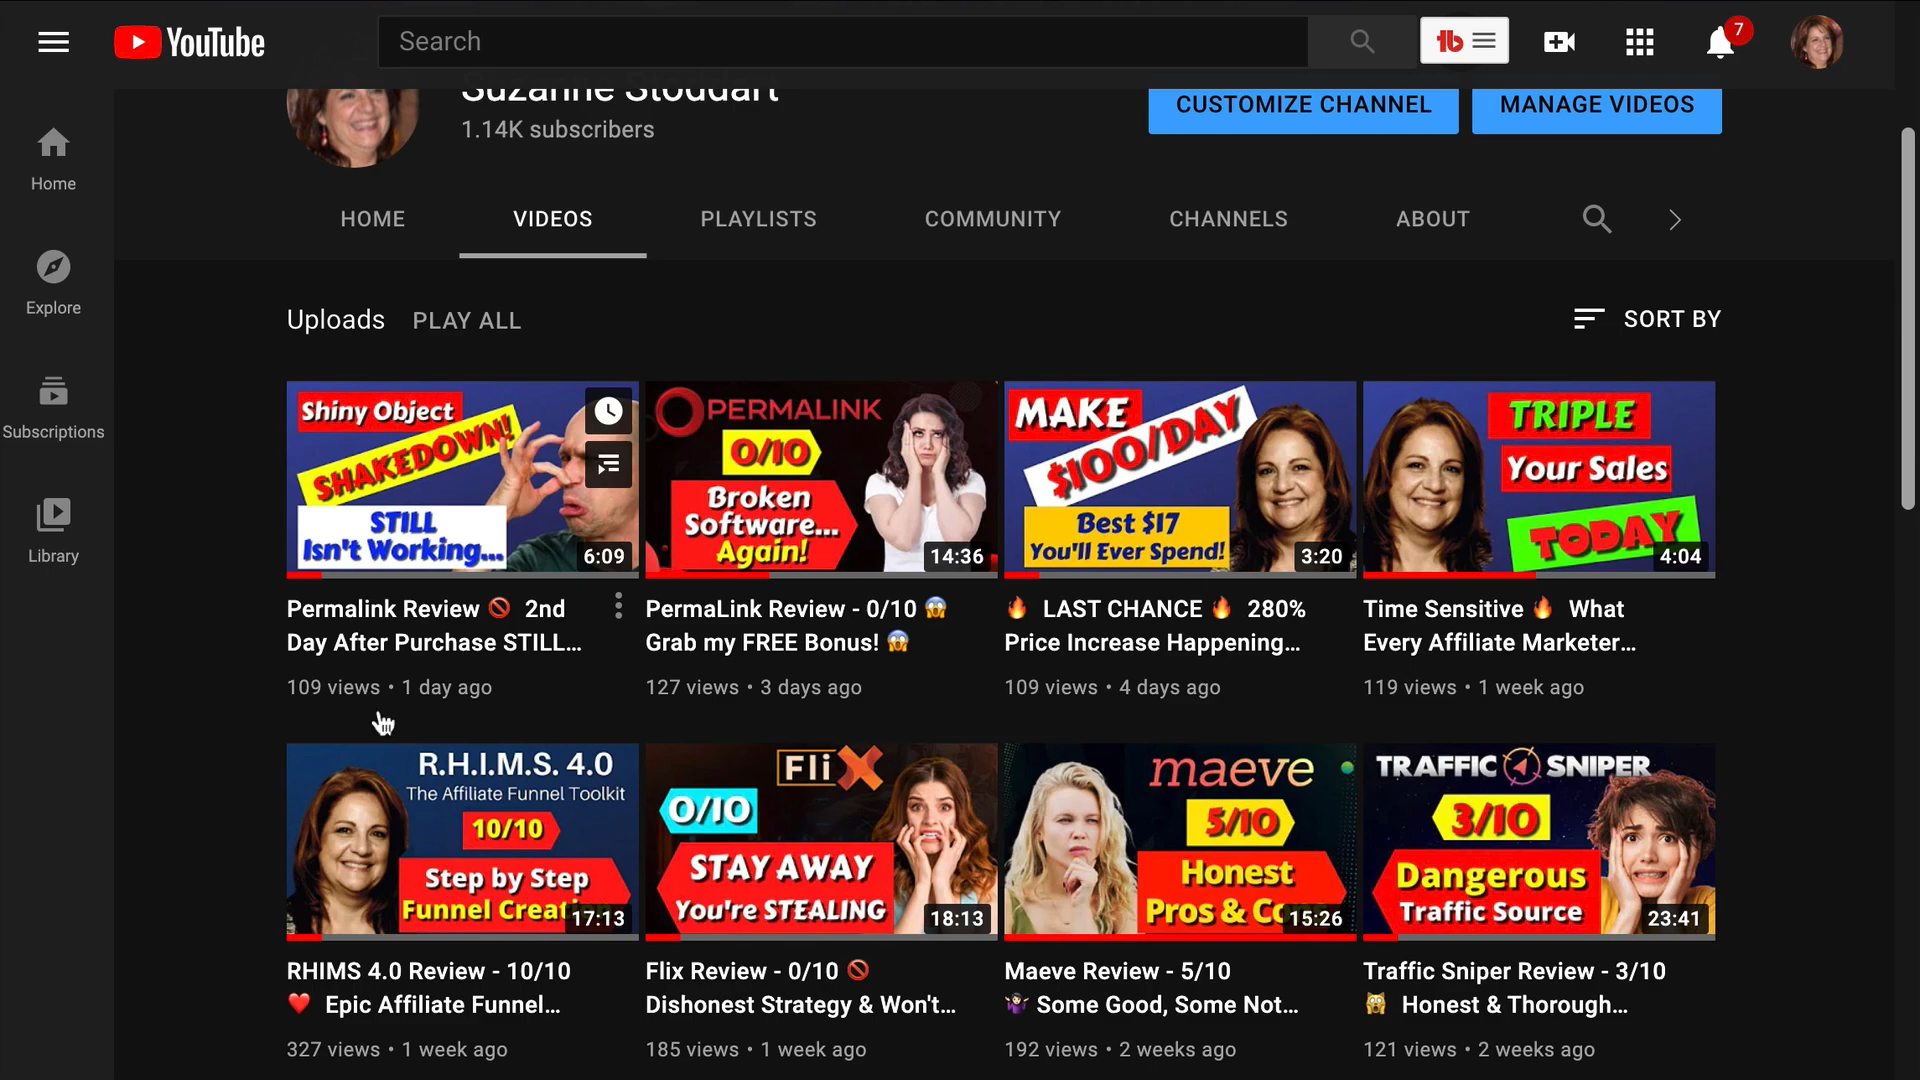 YouTube
Search
7
Suzanne Stoddart
1.14K subscribers
CUSTOMIZE CHANNEL
MANAGE VIDEOS
Home
Explore
Subscriptions
Library
HOME
VIDEOS
PLAYLISTS
COMMUNITY
CHANNELS
ABOUT
Uploads
PLAY ALL
SORT BY
Shiny Object
SHAKEDOWN!
STILL
Isn't Working...
6:09
Permalink Review 🚫 2nd
Day After Purchase STILL...
109 views • 1 day ago
PERMALINK
0/10
Broken
Software...
Again!
14:36
PermaLink Review - 0/10 😱
Grab my FREE Bonus! 😱
127 views • 3 days ago
MAKE
$100/DAY
Best $17
You'll Ever Spend!
3:20
🔥 LAST CHANCE 🔥 280%
Price Increase Happening...
109 views • 4 days ago
TRIPLE
Your Sales
TODAY
4:04
Time Sensitive 🔥 What
Every Affiliate Marketer...
119 views • 1 week ago
R.H.I.M.S. 4.0
The Affiliate Funnel Toolkit
10/10
Step by Step
Funnel Creati
17:13
RHIMS 4.0 Review - 10/10
❤️ Epic Affiliate Funnel...
327 views • 1 week ago
FliX
0/10
STAY AWAY
You're STEALING
18:13
Flix Review - 0/10 🚫
Dishonest Strategy & Won't...
185 views • 1 week ago
maeve
5/10
Honest
Pros & Co
15:26
Maeve Review - 5/10
🤷🏻‍♀️ Some Good, Some Not...
192 views • 2 weeks ago
TRAFFIC SNIPER
3/10
Dangerous
Traffic Source
23:41
Traffic Sniper Review - 3/10
🙀 Honest & Thorough...
121 views • 2 weeks ago